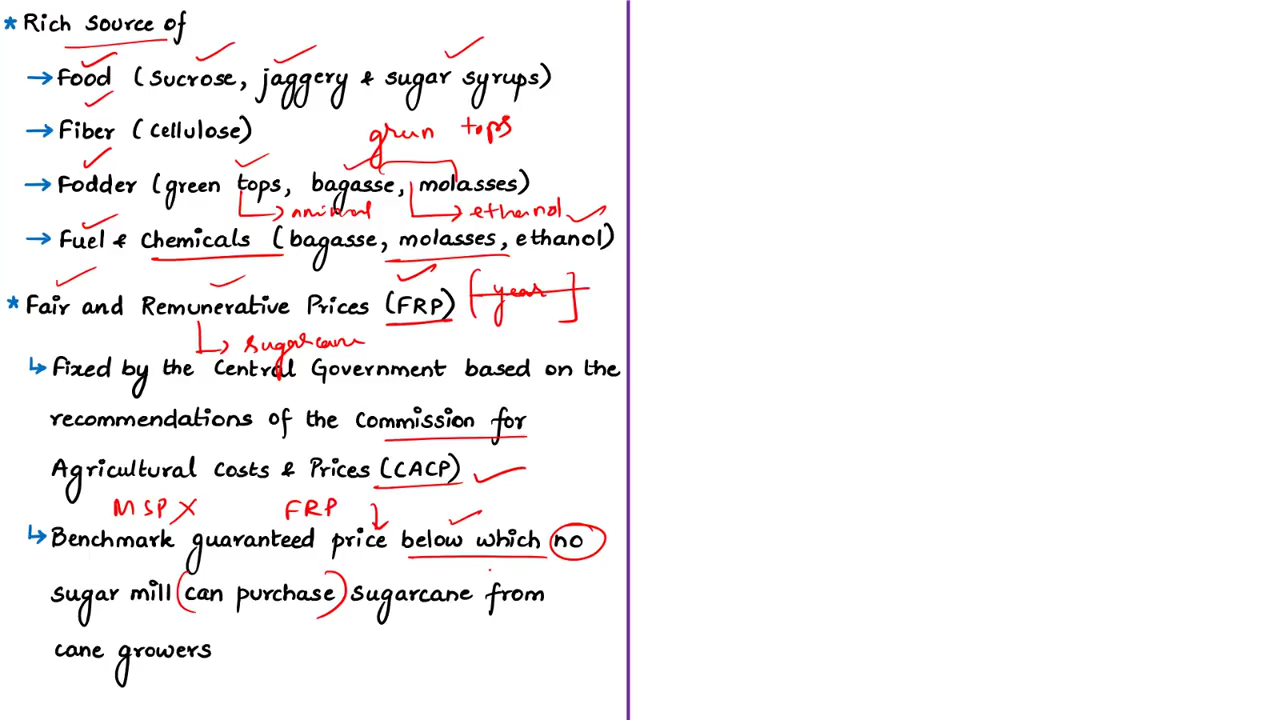 * Rich source of
→ Food (sucrose, jaggery & sugar syrups)
→ Fiber (cellulose)
green tops
→ Fodder (green tops, bagasse, molasses)
→ animal → ethanol
→ Fuel & chemicals (bagasse, molasses, ethanol)
* Fair and Remunerative Prices (FRP) [year]
→ sugarcane
↳ Fixed by the Central Government based on the
recommendations of the Commission for
Agricultural Costs & Prices (CACP)
MSP X FRP
↳ Benchmark guaranteed price below which no
sugar mill (can purchase) sugarcane from
cane growers